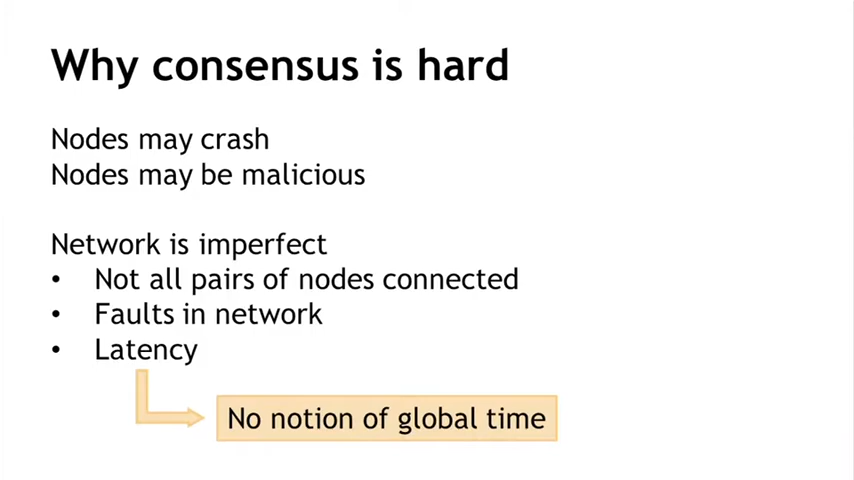 Why consensus is hard
Nodes may crash
Nodes may be malicious
Network is imperfect
• Not all pairs of nodes connected
• Faults in network
• Latency
No notion of global time